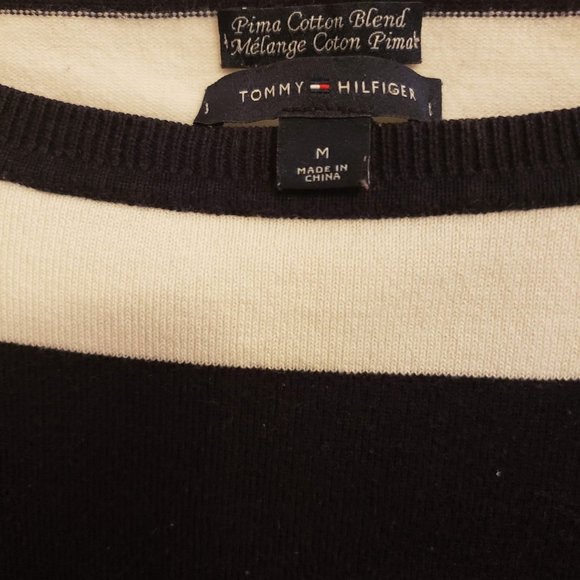 Pima Cotton Blend
Mélange Coton Pima
TOMMY HILFIGER
M
MADE IN
CHINA